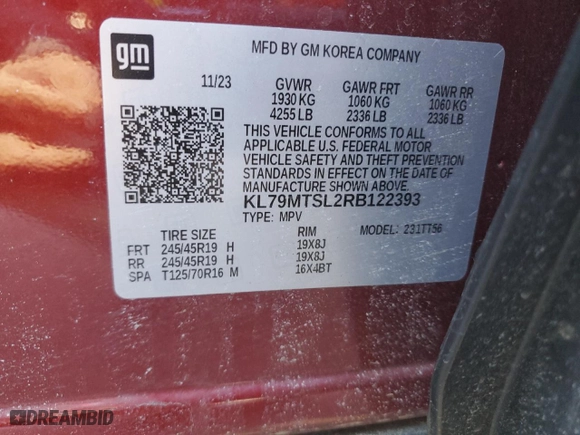 gm
MFD BY GM KOREA COMPANY
11/23 GVWR GAWR FRT GAWR RR
1930 KG 1060 KG 1060 KG
4255 LB 2336 LB 2336 LB
THIS VEHICLE CONFORMS TO ALL
APPLICABLE U.S. FEDERAL MOTOR
VEHICLE SAFETY AND THEFT PREVENTION
STANDARDS IN EFFECT ON THE DATE OF
MANUFACTURE SHOWN ABOVE.
KL79MTSL2RB122393
TYPE: MPV MODEL: 231TT56
TIRE SIZE RIM
FRT 245/45R19 H 19X8J
RR 245/45R19 H 19X8J
SPA T125/70R16 M 16X4BT
DREAMBID